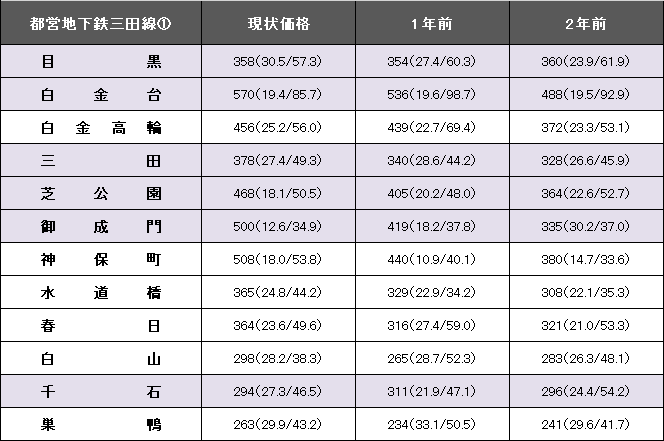 都営地下鉄三田線① 現状価格 1年前 2年前
目黒 358(30.5/57.3) 354(27.4/60.3) 360(23.9/61.9)
白金台 570(19.4/85.7) 536(19.6/98.7) 488(19.5/92.9)
白金高輪 456(25.2/56.0) 439(22.7/69.4) 372(23.3/53.1)
三田 378(27.4/49.3) 340(28.6/44.2) 328(26.6/45.9)
芝公園 468(18.1/50.5) 405(20.2/48.0) 364(22.6/52.7)
御成門 500(12.6/34.9) 419(18.2/37.8) 335(30.2/37.0)
神保町 508(18.0/53.8) 440(10.9/40.1) 380(14.7/33.6)
水道橋 365(24.8/44.2) 329(22.9/34.2) 308(22.1/35.3)
春日 364(23.6/49.6) 316(27.4/59.0) 321(21.0/53.3)
白山 298(28.2/38.3) 265(28.7/52.3) 283(26.3/48.1)
千石 294(27.3/46.5) 311(21.9/47.1) 296(24.4/54.2)
巣鴨 263(29.9/43.2) 234(33.1/50.5) 241(29.6/41.7)